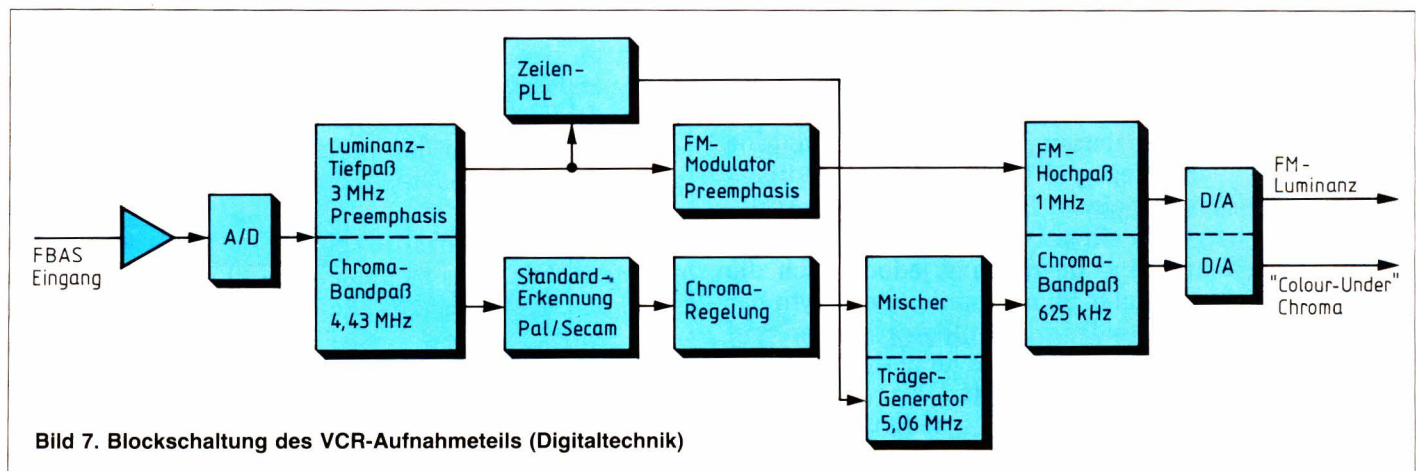 FBAS
Eingang
A/D
Luminanz-
Tiefpaß
3 MHz
Preemphasis
Chroma-
Bandpaß
4,43 MHz
Zeilen-
PLL
Standard-
Erkennung
Pal/Secam
FM-
Modulator
Preemphasis
Chroma-
Regelung
Mischer
Träger-
Generator
5,06 MHz
FM-
Hochpaß
1 MHz
Chroma-
Bandpaß
625 kHz
D/A
D/A
FM-
Luminanz
"Colour-Under"
Chroma
Bild 7. Blockschaltung des VCR-Aufnahmeteils (Digitaltechnik)